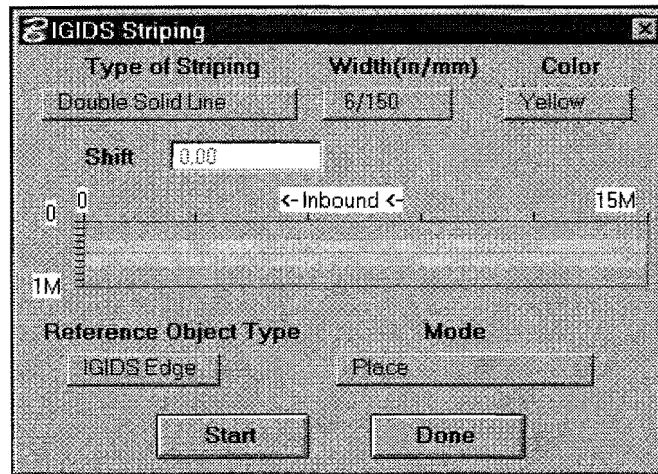 IGIDS Striping
Type of Striping Width(in/mm) Color
Double Solid Line 6/150 Yellow
Shift 0.00
0 0 <- Inbound <- 15M
1M
Reference Object Type Mode
IGIDS Edge Place
Start Done